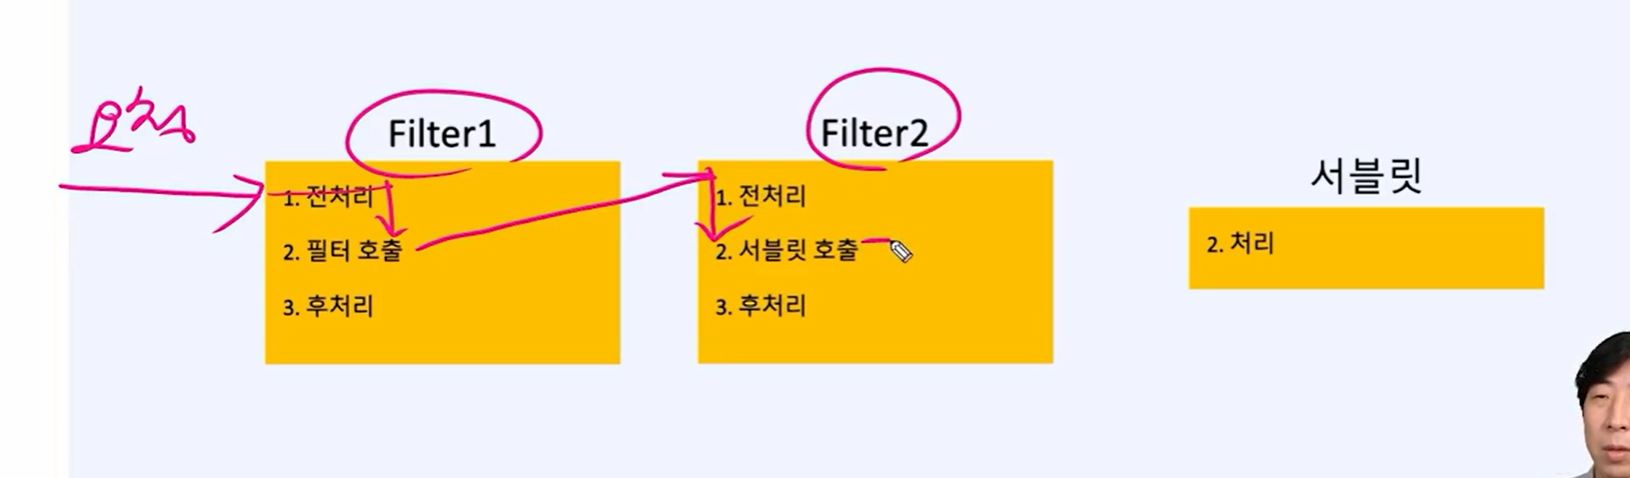 요청
Filter1
1. 전처리
2. 필터 호출
3. 후처리
Filter2
1. 전처리
2. 서블릿 호출
3. 후처리
서블릿
2. 처리